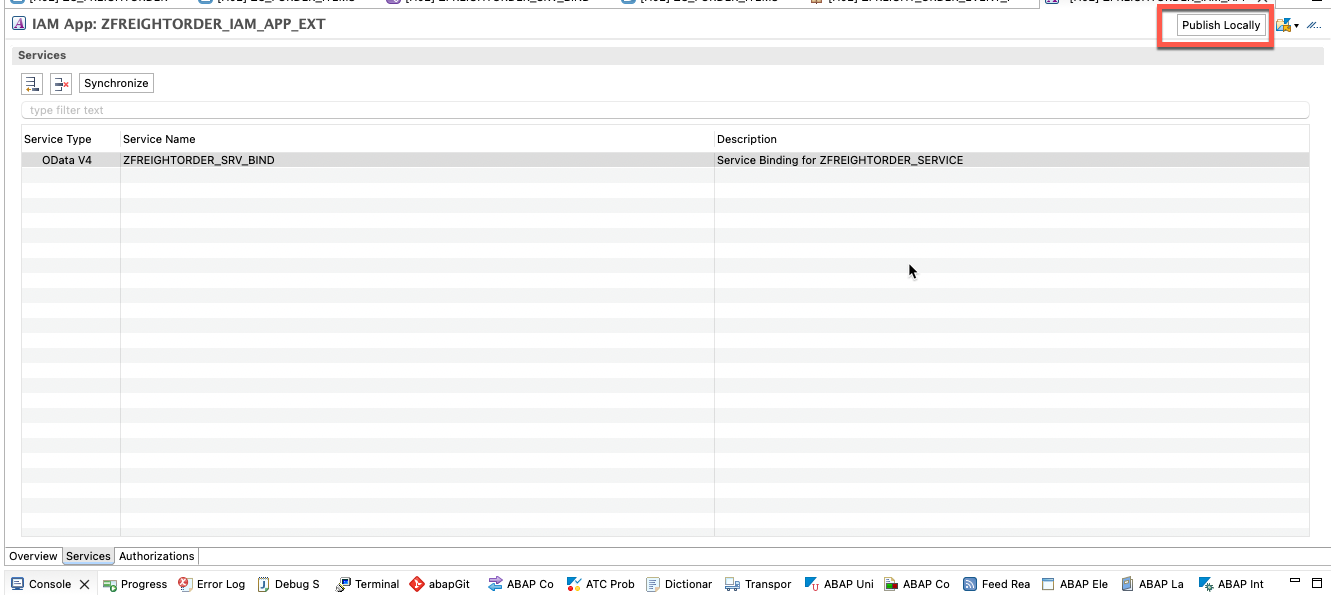 IAM App: ZFREIGHTORDER_IAM_APP_EXT
Publish Locally
Services
Synchronize
type filter text
Service Type Service Name Description
OData V4 ZFREIGHTORDER_SRV_BIND Service Binding for ZFREIGHTORDER_SERVICE
Overview Services Authorizations
Console Progress Error Log Debug S Terminal abapGit ABAP Co ATC Prob Dictionar Transpor ABAP Uni ABAP Co Feed Rea ABAP Ele ABAP La ABAP Int